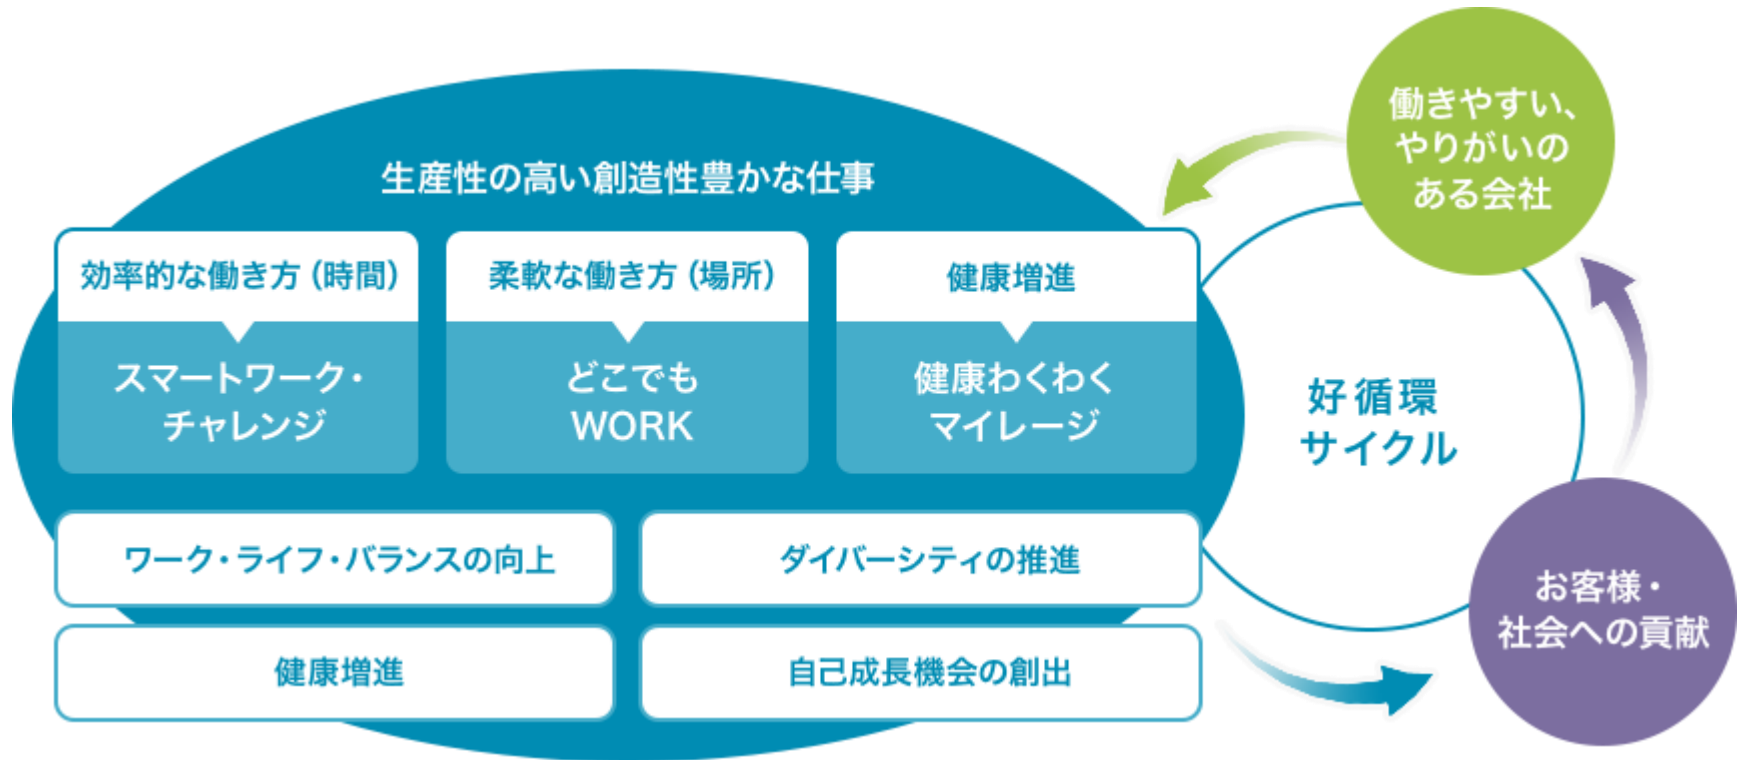 生産性の高い創造性豊かな仕事
効率的な働き方（時間）
スマートワーク・
チャレンジ
柔軟な働き方（場所）
どこでも
WORK
健康増進
健康わくわく
マイレージ
ワーク・ライフ・バランスの向上
ダイバーシティの推進
健康増進
自己成長機会の創出
働きやすい、
やりがいの
ある会社
好循環
サイクル
お客様・
社会への貢献